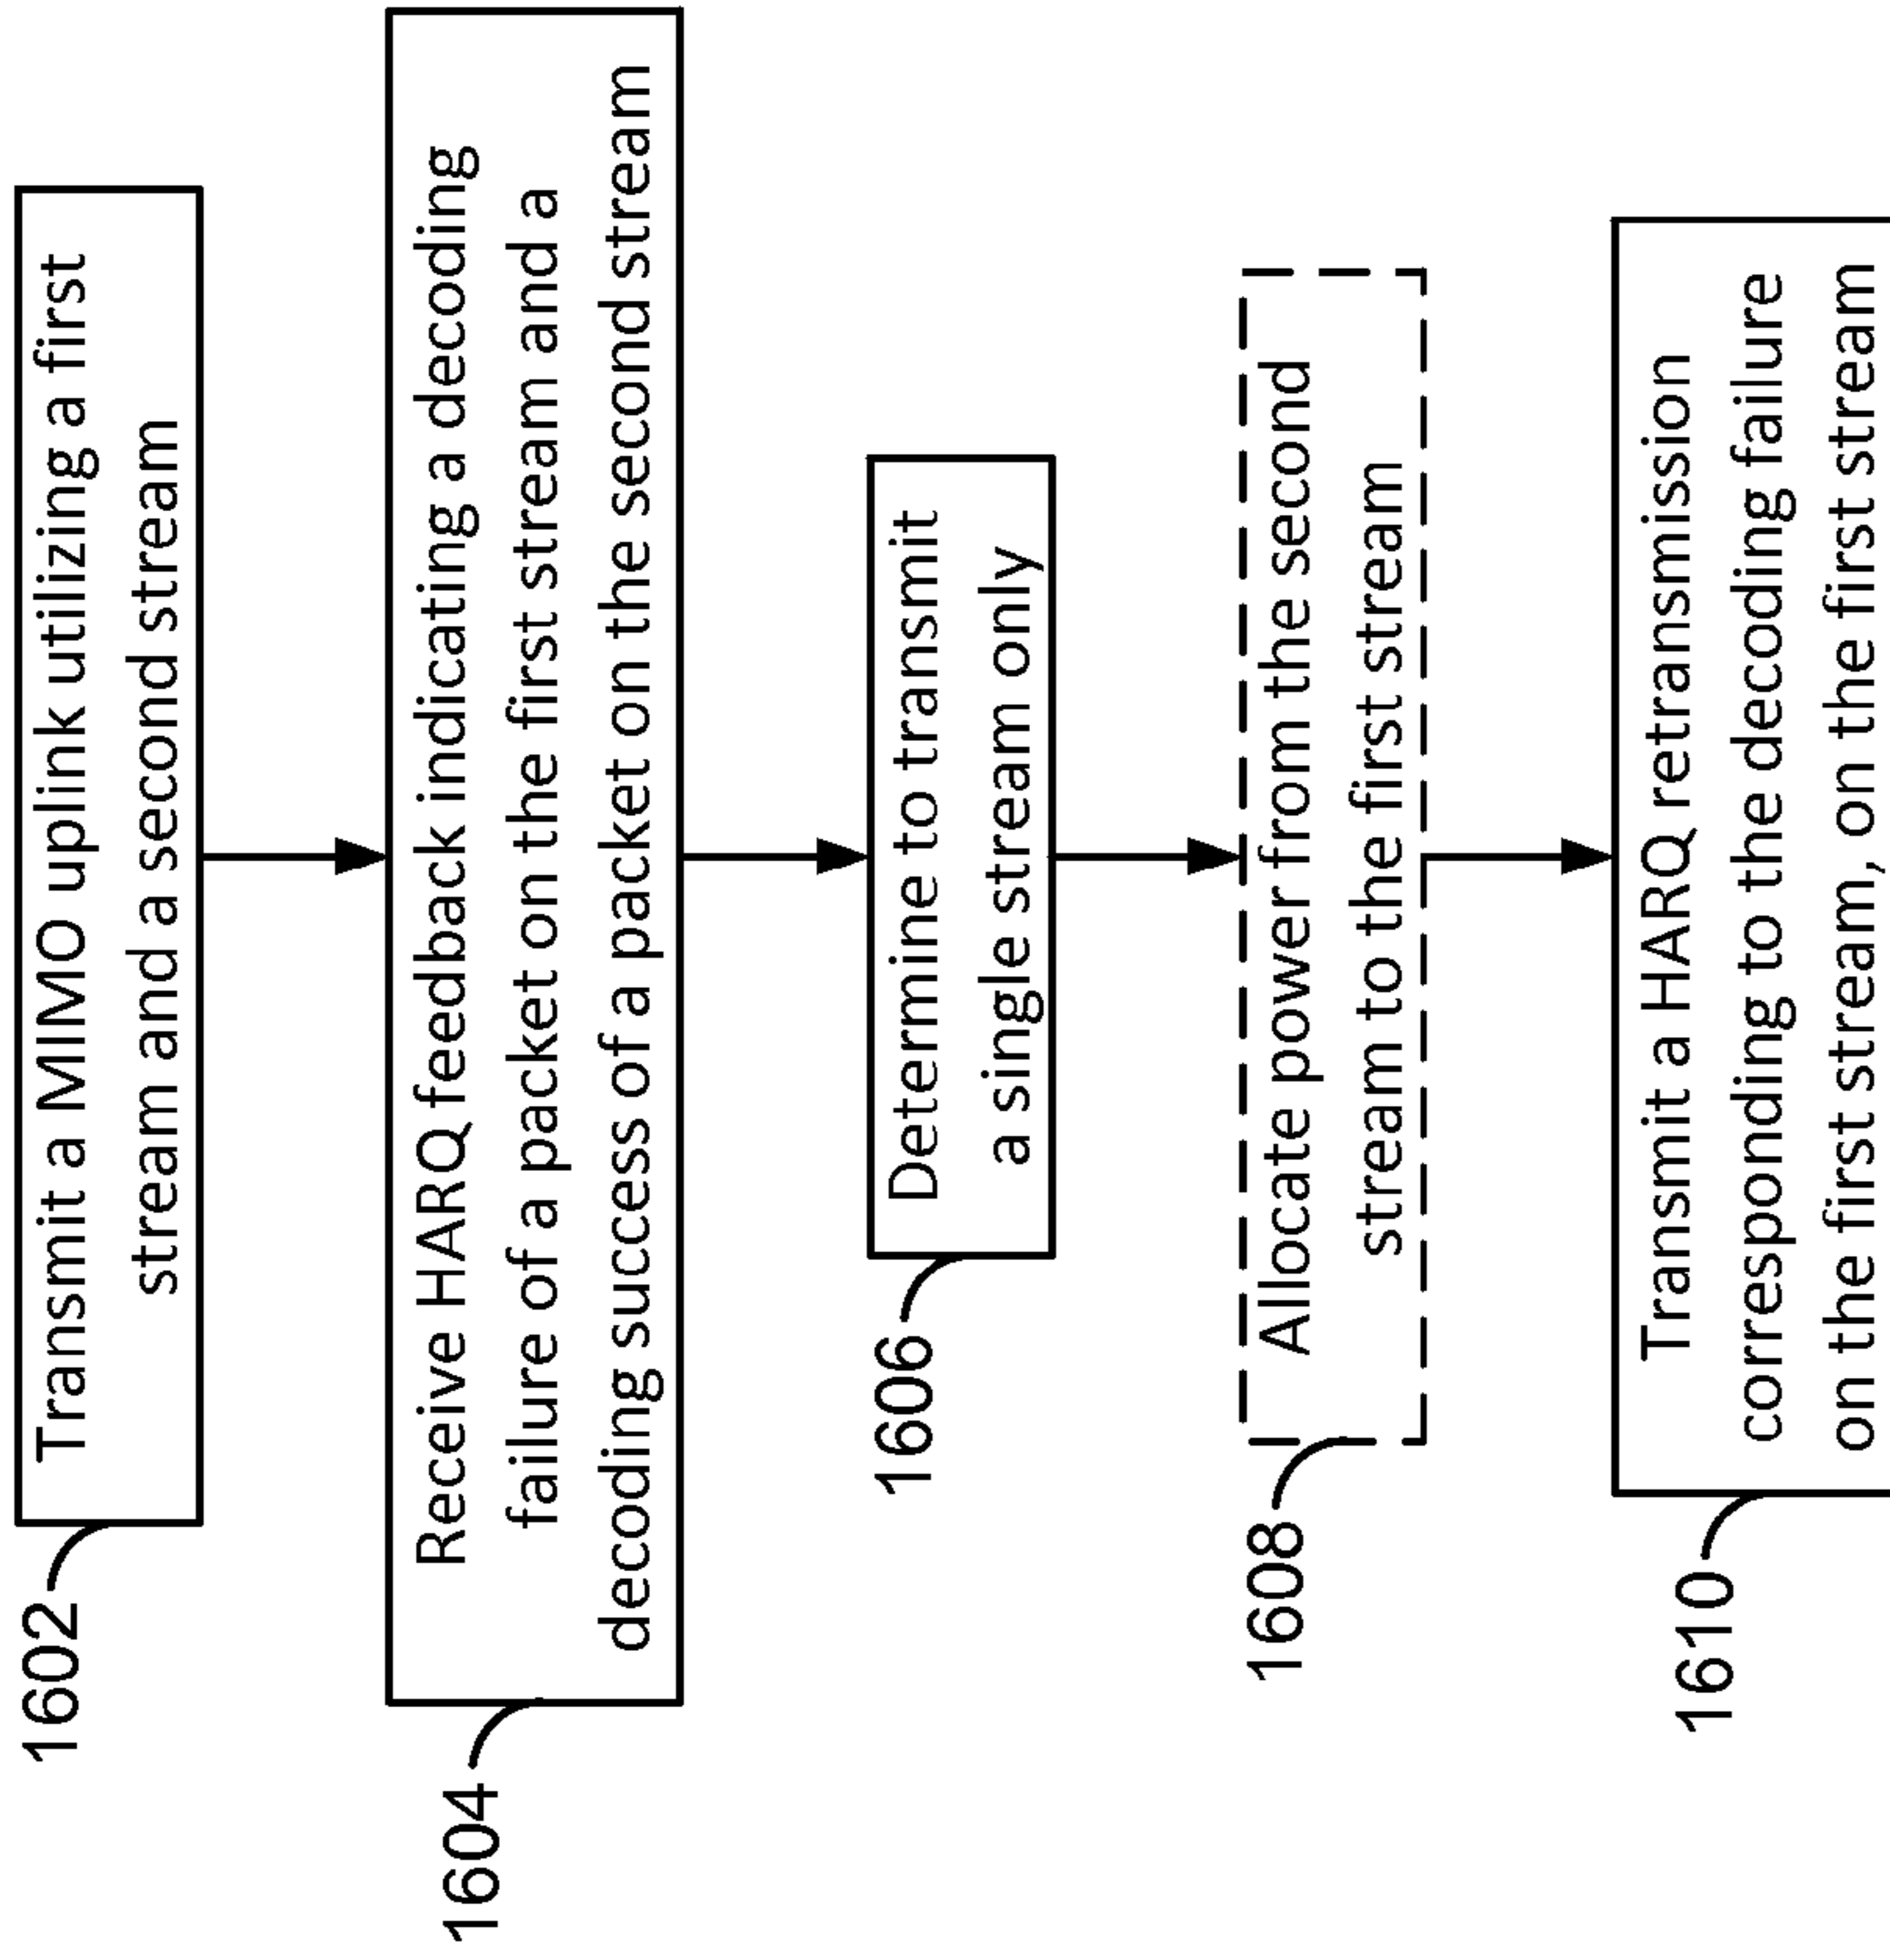 1602
Transmit a MIMO uplink utilizing a first
stream and a second stream
1604
Receive HARQ feedback indicating a decoding
failure of a packet on the first stream and a
decoding success of a packet on the second stream
1606
Determine to transmit
a single stream only
1608
Allocate power from the second
stream to the first stream
1610
Transmit a HARQ retransmission
corresponding to the decoding failure
on the first stream, on the first stream